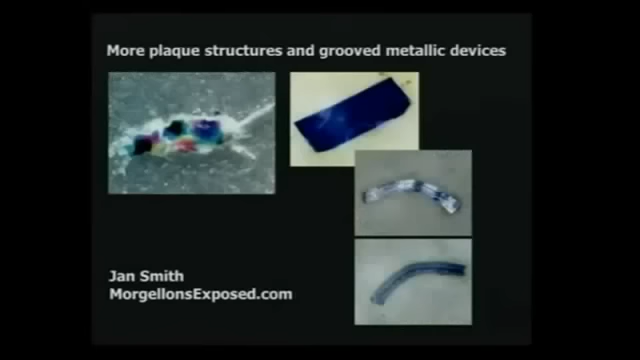 More plaque structures and grooved metallic devices
Jan Smith
MorgellonsExposed.com